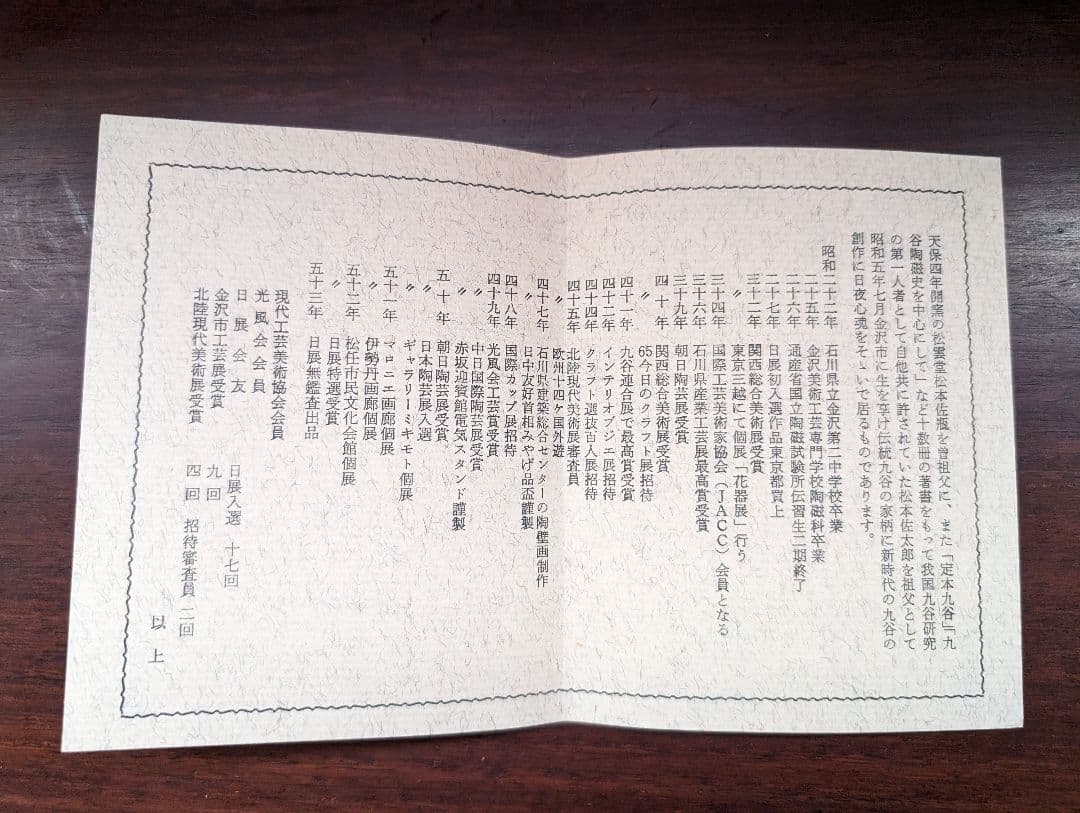 天保四年開業の松雲堂松本佐瓶を曽祖父に、また「定本九谷」「九
谷陶磁史を中心にして」など十数冊の著書をもって我国九谷研究
の第一人者として自他共に許されていた松本佐太郎を祖父として
昭和五年七月金沢市に生を享け伝統九谷の家柄に新時代の九谷の
創作に日夜心魂をそゝいで居るものであります。
昭和二十二年 石川県立金沢第二中学校卒業
二十五年 金沢美術工芸専門学校陶磁科卒業
二十六年 通産省国立陶磁試験所伝習生二期終了
二十七年 日展初入選作品東京都買上
三十二年 関西総合美術展受賞
〃 東京三越にて個展「花器展」行う
三十四年 国際工芸美術家協会(JACC)会員となる
三十六年 石川県産業工芸展最高賞受賞
三十九年 朝日陶芸展受賞
四十年 関西総合美術展受賞
〃 65今日のクラフト展招待
四十一年 九谷連合展で最高賞受賞
四十二年 インテリオブジエ展招待
四十四年 クラフト選抜百人展招待
四十五年 北陸現代美術展審査員
〃 欧州十四ケ国外遊
四十七年 石川県建築総合センターの陶壁画制作
〃 日中友好首相みやげ品盃謹製
四十八年 国際カップ展招待
四十九年 光風会工芸賞受賞
〃 中日国際陶芸展受賞
〃 赤坂迎賓館電気スタンド謹製
五十年 朝日陶芸展受賞、
〃 日本陶芸展入選
〃 ギャラリーミキモト個展
五十一年 マロニエ画廊個展
〃 伊勢丹画廊個展
五十二年 松任市民文化会館個展
〃 日展特選受賞
五十三年 日展無鑑査出品
現代工芸美術協会会員
光風会会員
日展会友 日展入選 十七回
金沢市工芸展受賞 九回
北陸現代美術展受賞 四回 招待審査員 二回
以上